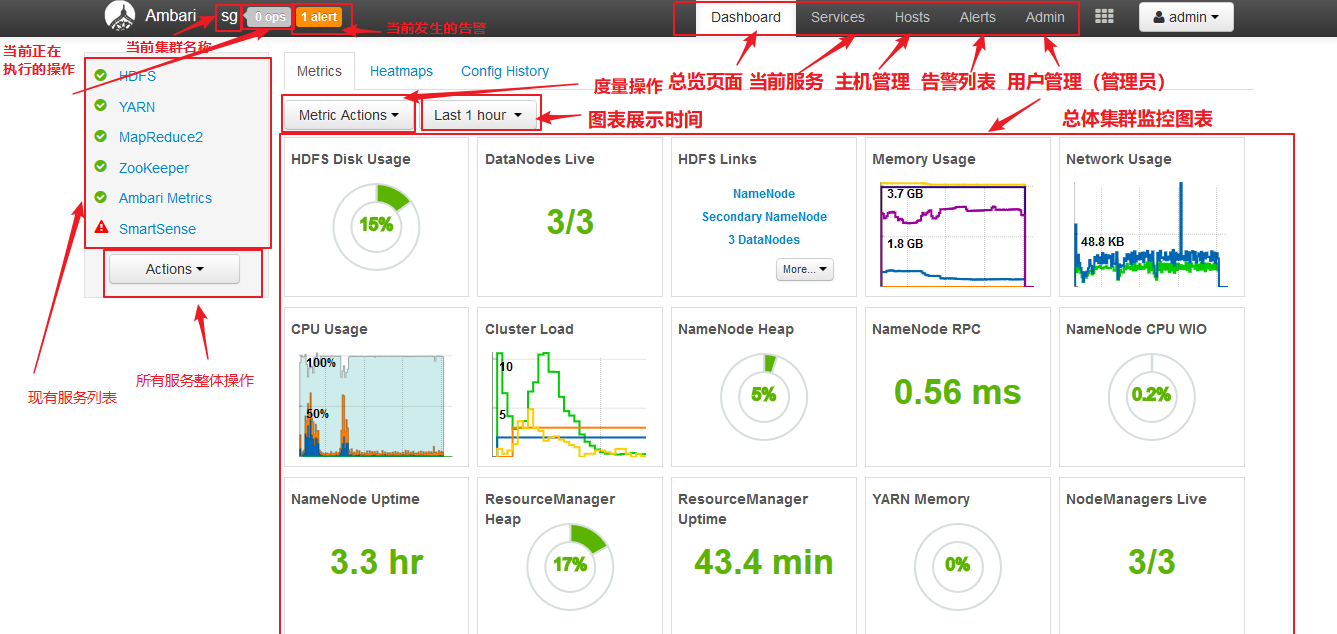 Ambari sg 0 ops 1 alert
Dashboard Services Hosts Alerts Admin
admin
当前发生的告警
当前集群名称
当前正在
执行的操作
总览页面 当前服务 主机管理 告警列表 用户管理（管理员）
HDFS
YARN
MapReduce2
ZooKeeper
Ambari Metrics
SmartSense
Actions
所有服务整体操作
现有服务列表
Metrics Heatmaps Config History
度量操作
Metric Actions
Last 1 hour
图表展示时间
总体集群监控图表
HDFS Disk Usage
15%
DataNodes Live
3/3
HDFS Links
NameNode
Secondary NameNode
3 DataNodes
More...
Memory Usage
3.7 GB
1.8 GB
Network Usage
48.8 KB
CPU Usage
100%
50%
Cluster Load
10
5
NameNode Heap
5%
NameNode RPC
0.56 ms
NameNode CPU WIO
0.2%
NameNode Uptime
3.3 hr
ResourceManager
Heap
17%
ResourceManager
Uptime
43.4 min
YARN Memory
0%
NodeManagers Live
3/3